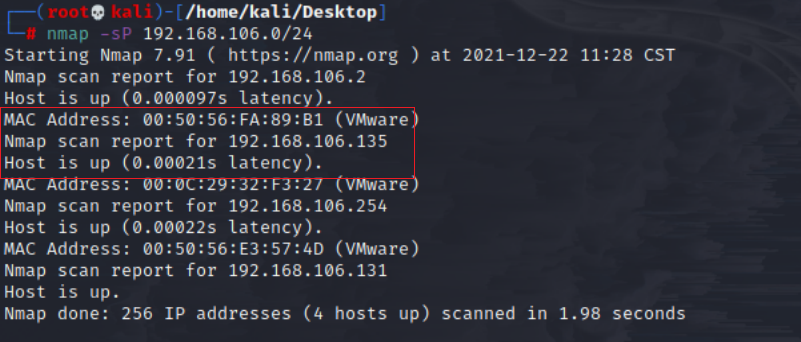 (root💀kali)-[/home/kali/Desktop]
# nmap -sP 192.168.106.0/24
Starting Nmap 7.91 ( https://nmap.org ) at 2021-12-22 11:28 CST
Nmap scan report for 192.168.106.2
Host is up (0.000097s latency).
MAC Address: 00:50:56:FA:89:B1 (VMware)
Nmap scan report for 192.168.106.135
Host is up (0.00021s latency).
MAC Address: 00:0C:29:32:F3:27 (VMware)
Nmap scan report for 192.168.106.254
Host is up (0.00022s latency).
MAC Address: 00:50:56:E3:57:4D (VMware)
Nmap scan report for 192.168.106.131
Host is up.
Nmap done: 256 IP addresses (4 hosts up) scanned in 1.98 seconds